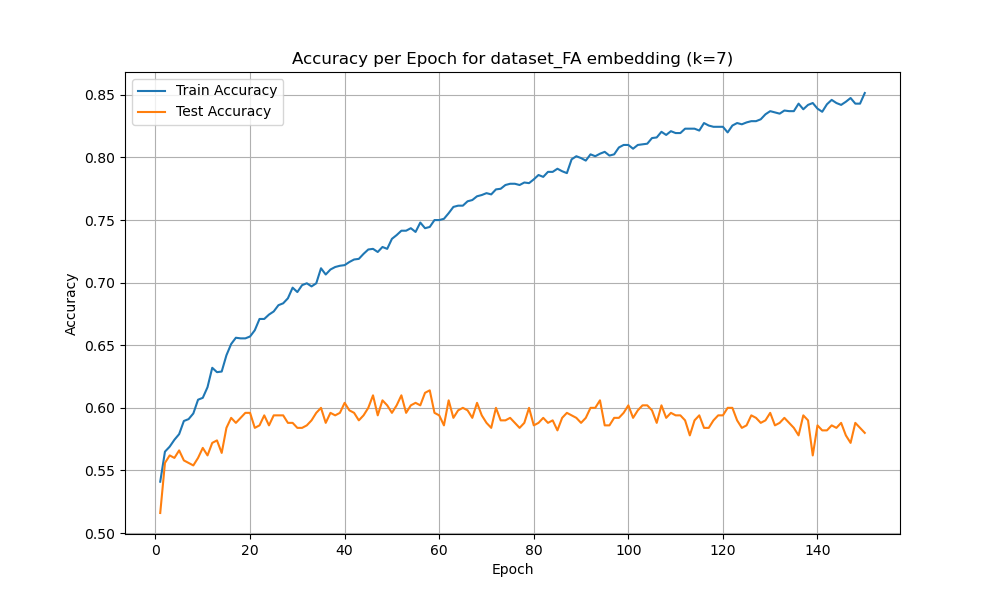 Accuracy per Epoch for dataset_FA embedding (k=7)
Train Accuracy
Test Accuracy
0.85
0.80
0.75
0.70
0.65
0.60
0.55
0.50
Accuracy
0 20 40 60 80 100 120 140
Epoch